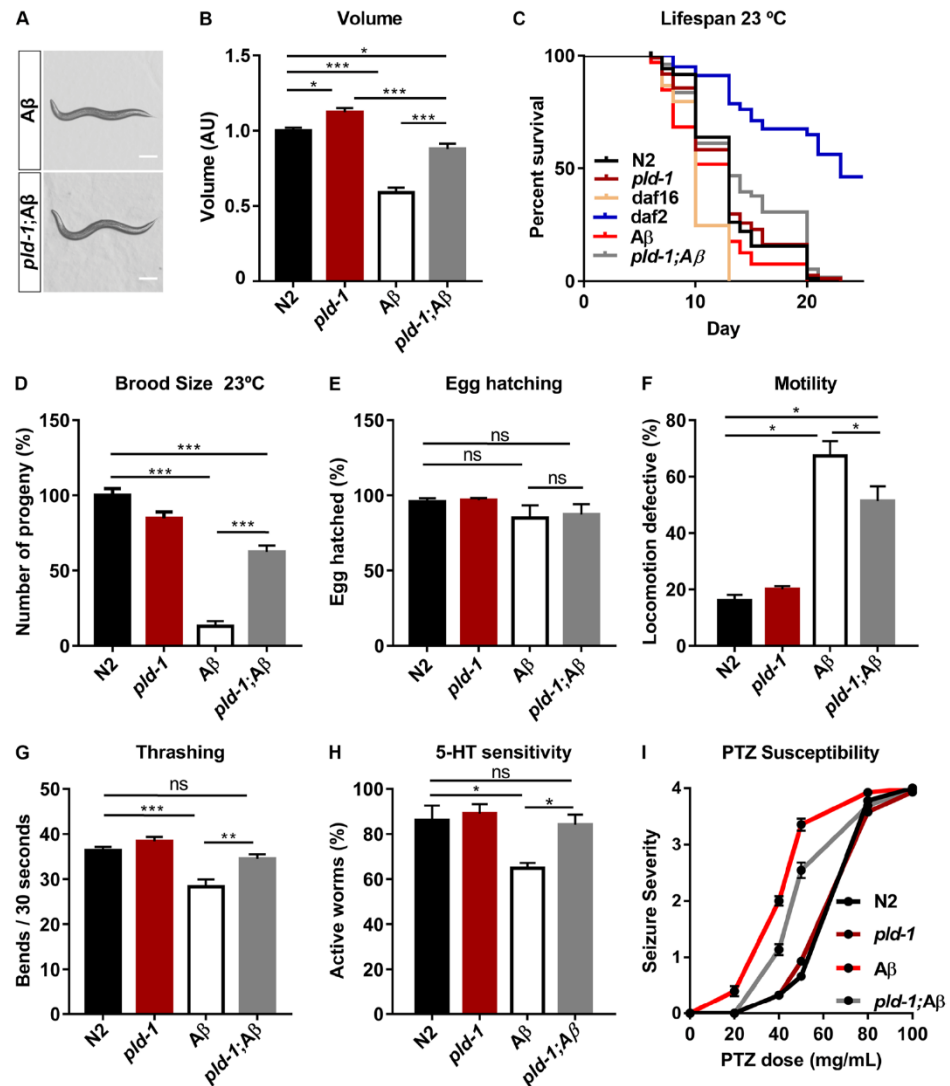 A
Aβ
pld-1;Aβ
B
Volume
Volume (AU)
1.5
1.0
0.5
0
*
***
*
***
***
N2
pld-1
Aβ
pld-1;Aβ
C
Lifespan 23 ºC
Percent survival
100
50
0
N2
pld-1
daf16
daf2
Aβ
pld-1;Aβ
0
10
20
Day
D
Brood Size 23ºC
Number of progeny (%)
150
100
50
0
***
***
***
N2
pld-1
Aβ
pld-1;Aβ
E
Egg hatching
Egg hatched (%)
150
100
50
0
ns
ns
ns
N2
pld-1
Aβ
pld-1;Aβ
F
Motility
Locomotion defective (%)
80
60
40
20
0
*
*
*
N2
pld-1
Aβ
pld-1;Aβ
G
Thrashing
Bends / 30 seconds
50
40
30
20
10
0
ns
***
**
N2
pld-1
Aβ
pld-1;Aβ
H
5-HT sensitivity
Active worms (%)
100
80
60
40
20
0
ns
*
*
N2
pld-1
Aβ
pld-1;Aβ
I
PTZ Susceptibility
Seizure Severity
4
3
2
1
0
N2
pld-1
Aβ
pld-1;Aβ
0 20 40 60 80 100
PTZ dose (mg/mL)